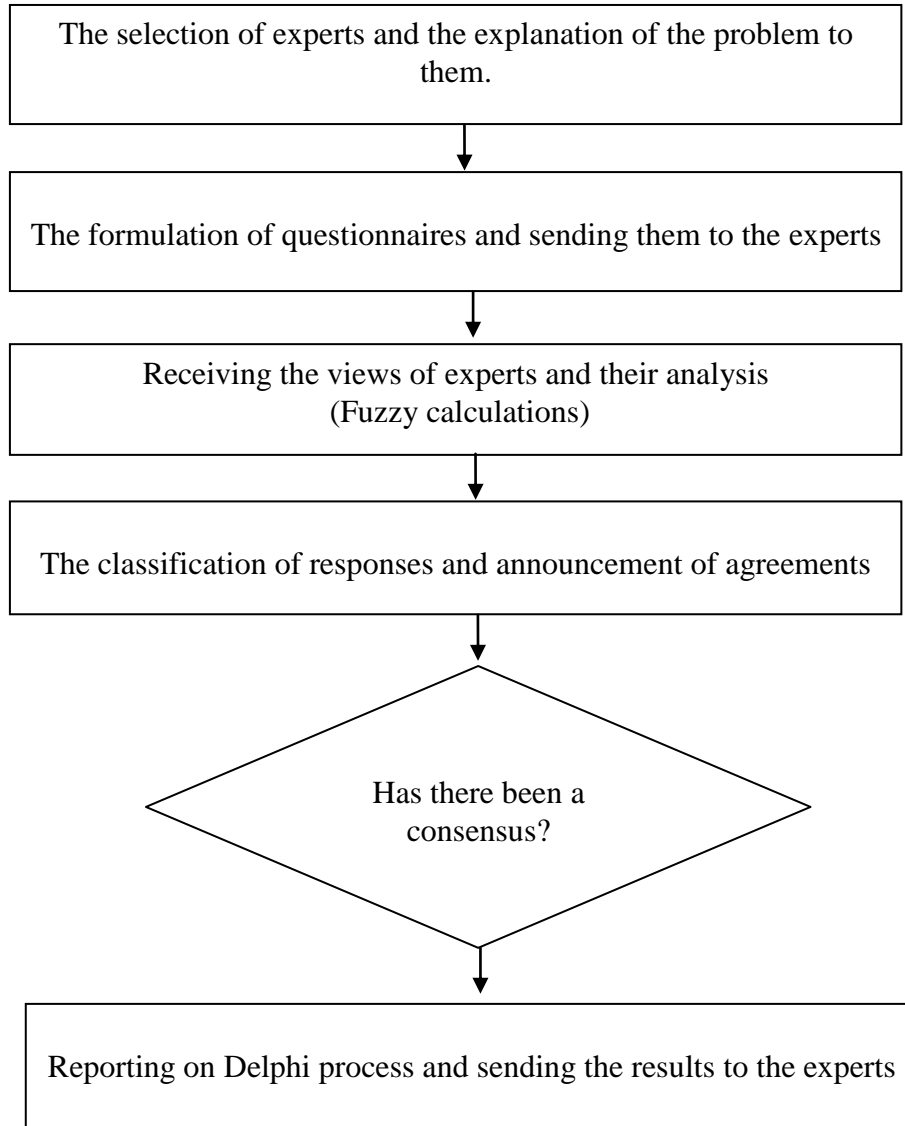 The selection of experts and the explanation of the problem to
them.
The formulation of questionnaires and sending them to the experts
Receiving the views of experts and their analysis
(Fuzzy calculations)
The classification of responses and announcement of agreements
Has there been a
consensus?
Reporting on Delphi process and sending the results to the experts